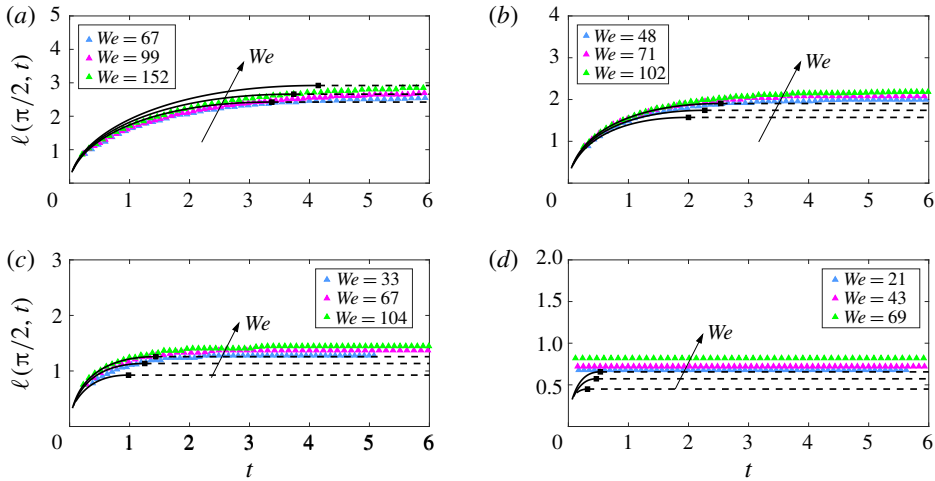 (a)
5
4
3
2
1
0
ℓ(π/2, t)
We = 67
We = 99
We = 152
We
1 2 3 4 5 6
(b)
4
3
2
1
0
We = 48
We = 71
We = 102
We
1 2 3 4 5 6
(c)
3
2
1
0
ℓ(π/2, t)
We = 33
We = 67
We = 104
We
1 2 3 4 5 6
t
(d)
2.0
1.5
1.0
0.5
0
We = 21
We = 43
We = 69
We
1 2 3 4 5 6
t